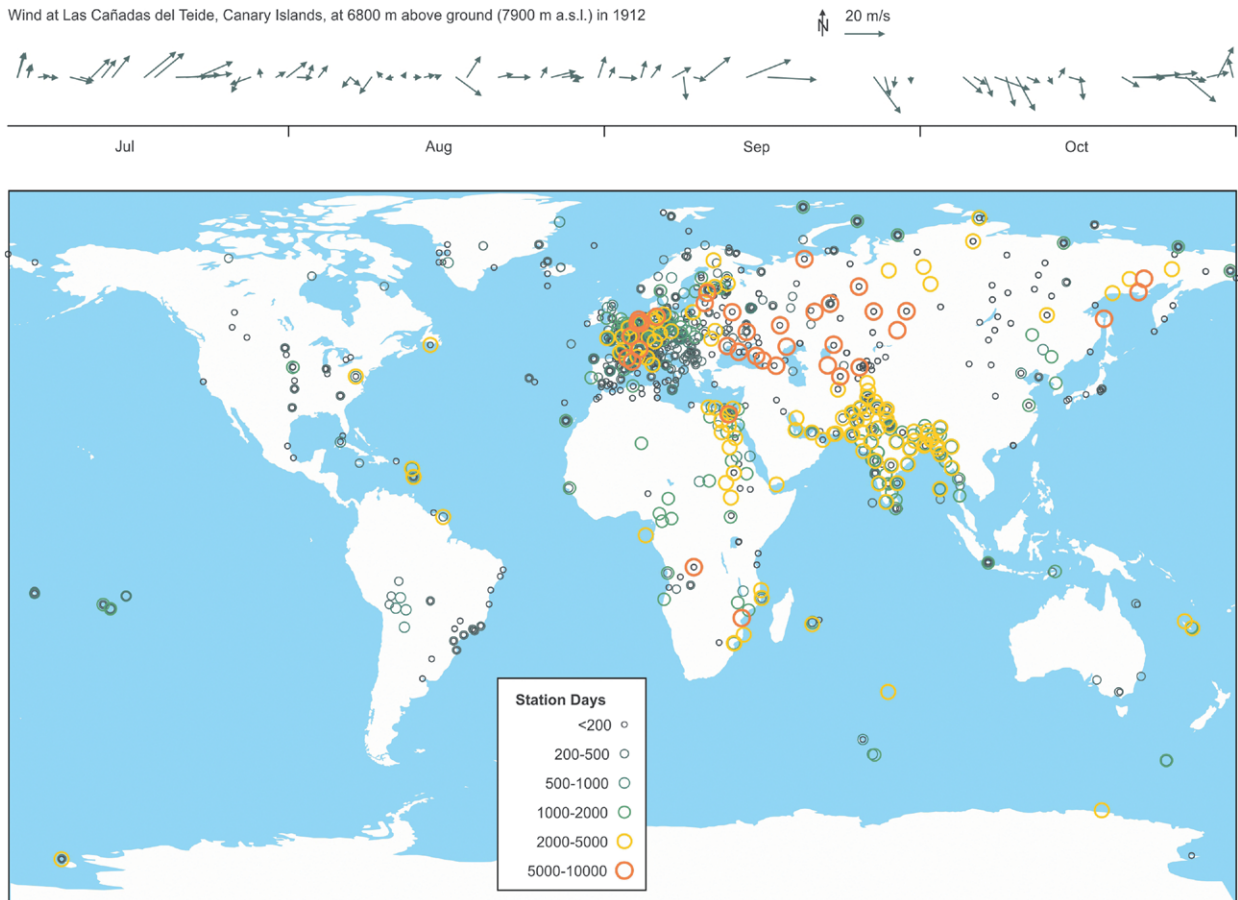 Wind at Las Cañadas del Teide, Canary Islands, at 6800 m above ground (7900 m a.s.l.) in 1912
N
20 m/s
Jul Aug Sep Oct
Station Days
<200
200-500
500-1000
1000-2000
2000-5000
5000-10000